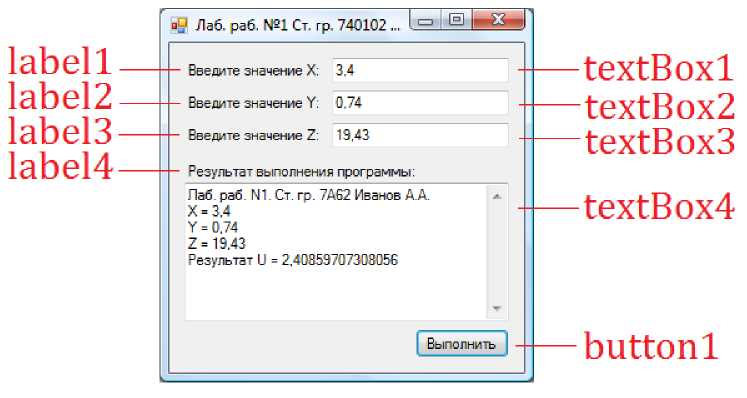 Лаб. раб. №1 Ст. гр. 740102 ...
label1 Введите значение X: 3,4 textBox1
label2 Введите значение Y: 0,74 textBox2
label3 Введите значение Z: 19,43 textBox3
label4 Результат выполнения программы:
Лаб. раб. N1. Ст. гр. 7А62 Иванов А.А.
X = 3,4 textBox4
Y = 0,74
Z = 19,43
Результат U = 2,40859707308056
Выполнить button1